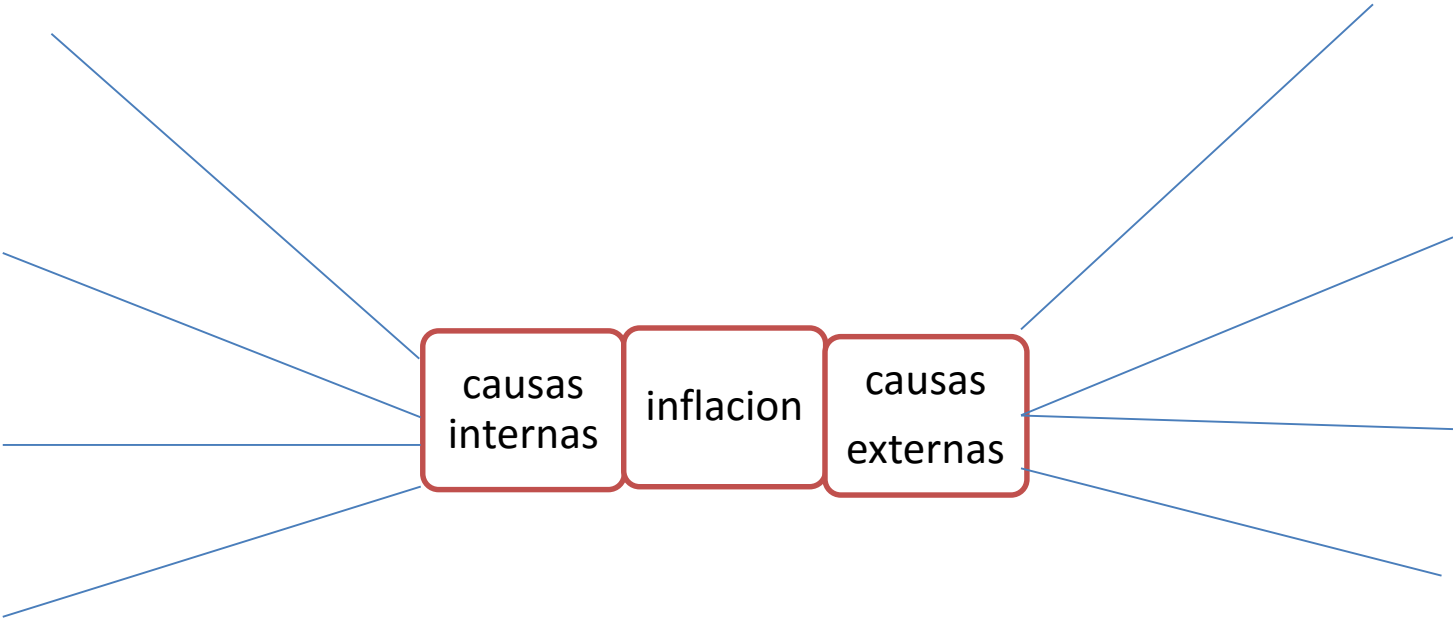 causas
internas
inflacion
causas
externas